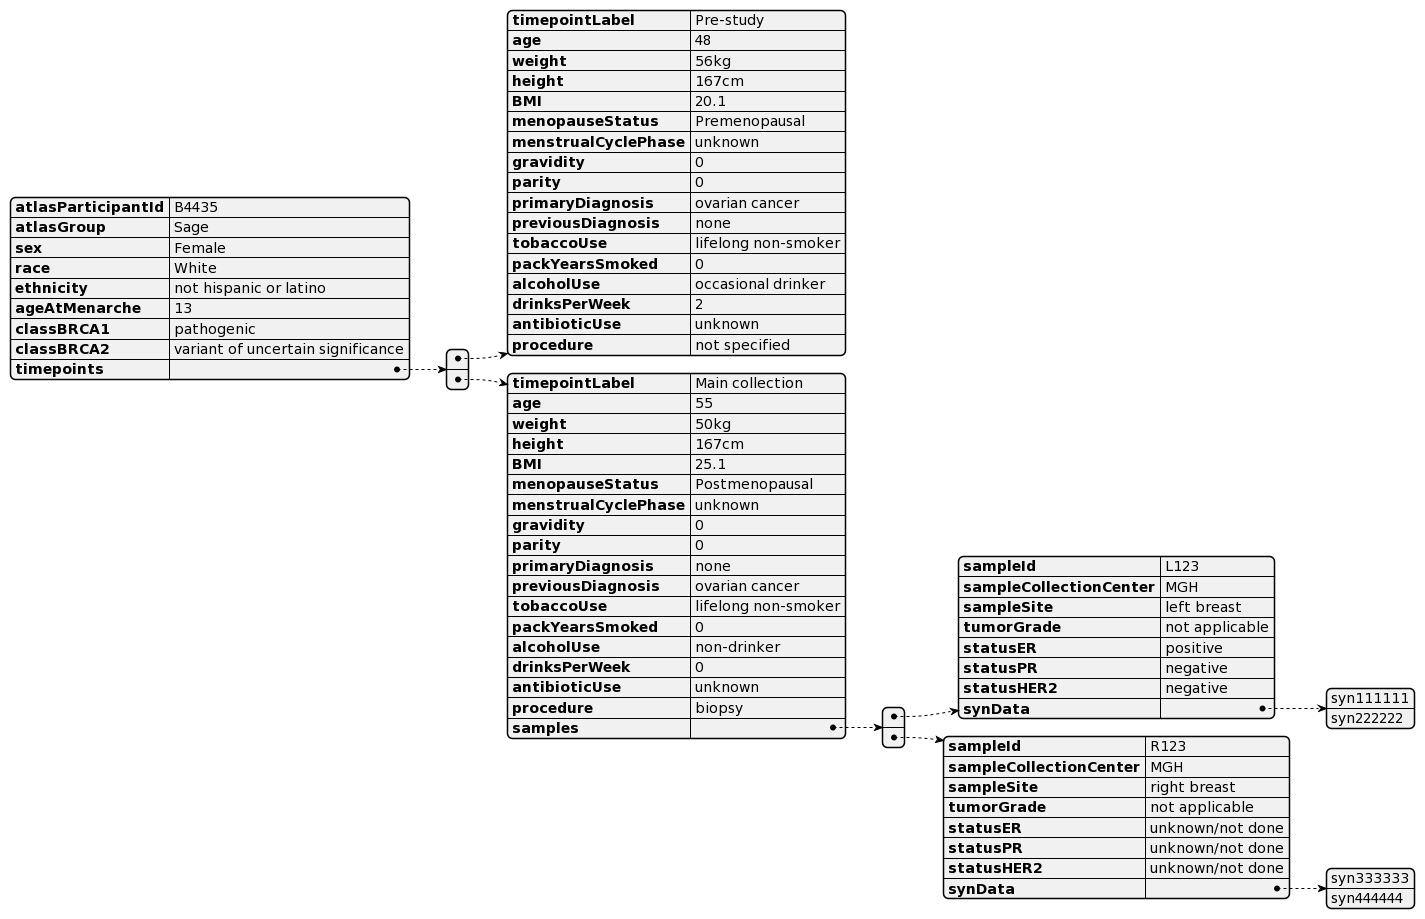 atlasParticipantId B4435
atlasGroup Sage
sex Female
race White
ethnicity not hispanic or latino
ageAtMenarche 13
classBRCA1 pathogenic
classBRCA2 variant of uncertain significance
timepoints
timepointLabel Pre-study
age 48
weight 56kg
height 167cm
BMI 20.1
menopauseStatus Premenopausal
menstrualCyclePhase unknown
gravidity 0
parity 0
primaryDiagnosis ovarian cancer
previousDiagnosis none
tobaccoUse lifelong non-smoker
packYearsSmoked 0
alcoholUse occasional drinker
drinksPerWeek 2
antibioticUse unknown
procedure not specified
timepointLabel Main collection
age 55
weight 50kg
height 167cm
BMI 25.1
menopauseStatus Postmenopausal
menstrualCyclePhase unknown
gravidity 0
parity 0
primaryDiagnosis none
previousDiagnosis ovarian cancer
tobaccoUse lifelong non-smoker
packYearsSmoked 0
alcoholUse non-drinker
drinksPerWeek 0
antibioticUse unknown
procedure biopsy
samples
sampleId L123
sampleCollectionCenter MGH
sampleSite left breast
tumorGrade not applicable
statusER positive
statusPR negative
statusHER2 negative
synData
syn111111
syn222222
sampleId R123
sampleCollectionCenter MGH
sampleSite right breast
tumorGrade not applicable
statusER unknown/not done
statusPR unknown/not done
statusHER2 unknown/not done
synData
syn333333
syn444444